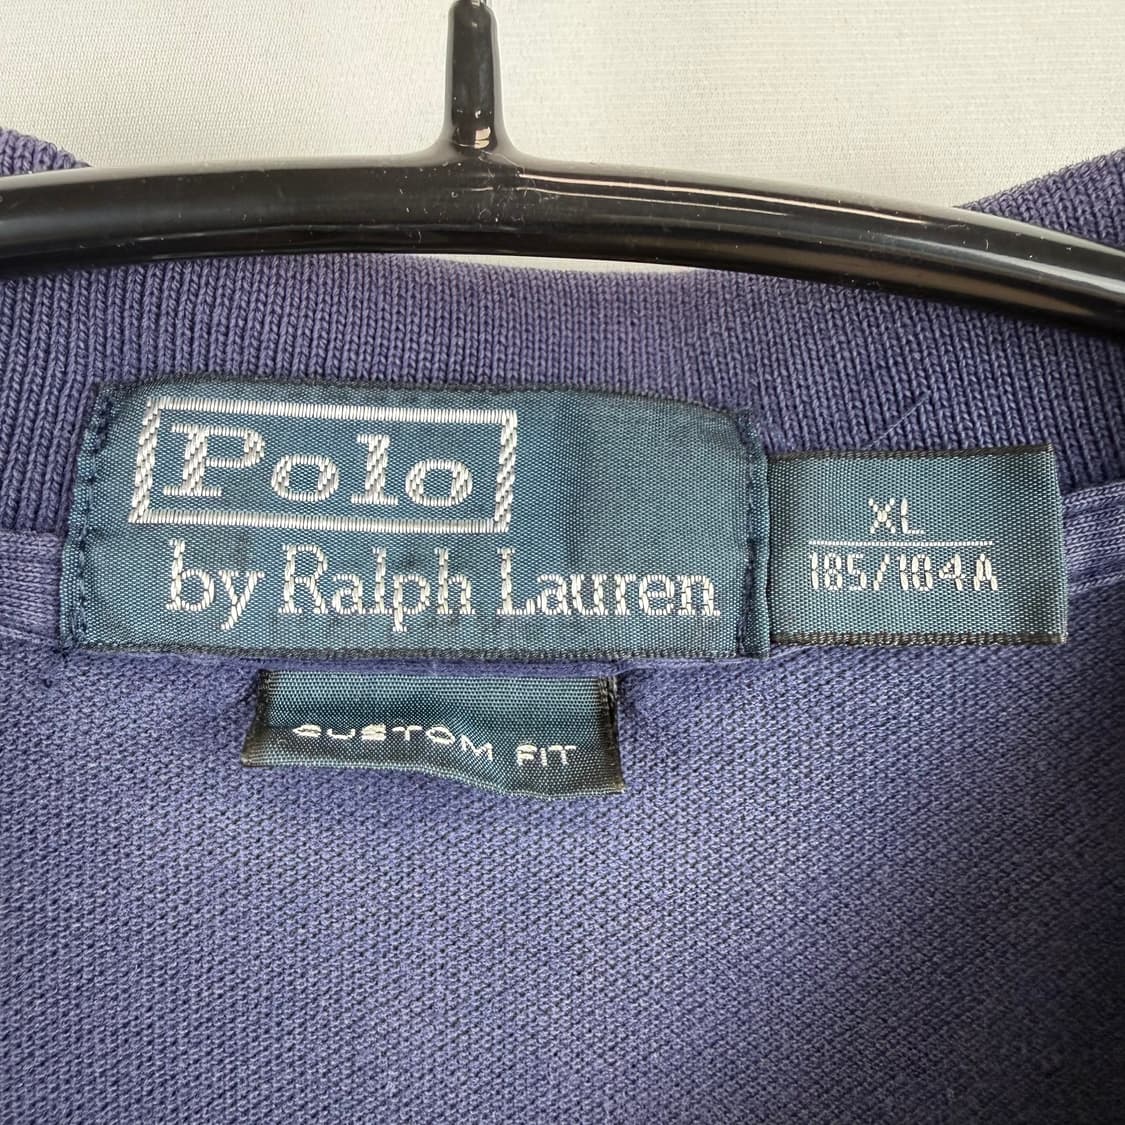 Polo
by Ralph Lauren
XL
185/104A
CUSTOM FIT